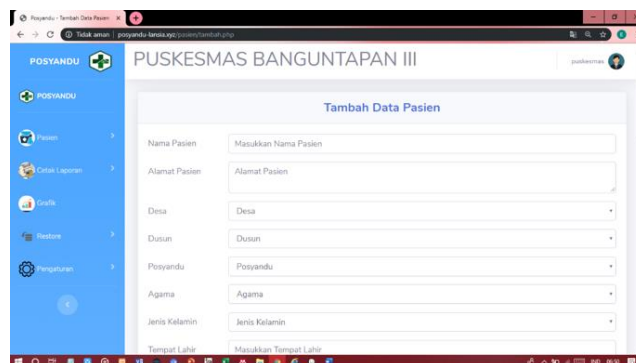 Posyandu - Tambah Data Pasien
Tidak aman | posyandu-lansia.xyz/pasien/tambah.php
POSYANDU
PUSKESMAS BANGUNTAPAN III
puskesmas
POSYANDU
Tambah Data Pasien
Pasien
Nama Pasien
Masukkan Nama Pasien
Cetak Laporan
Alamat Pasien
Alamat Pasien
Grafik
Desa
Desa
Restore
Dusun
Dusun
Pengaturan
Posyandu
Posyandu
Agama
Agama
Jenis Kelamin
Jenis Kelamin
Tempat Lahir
Masukkan Tempat Lahir